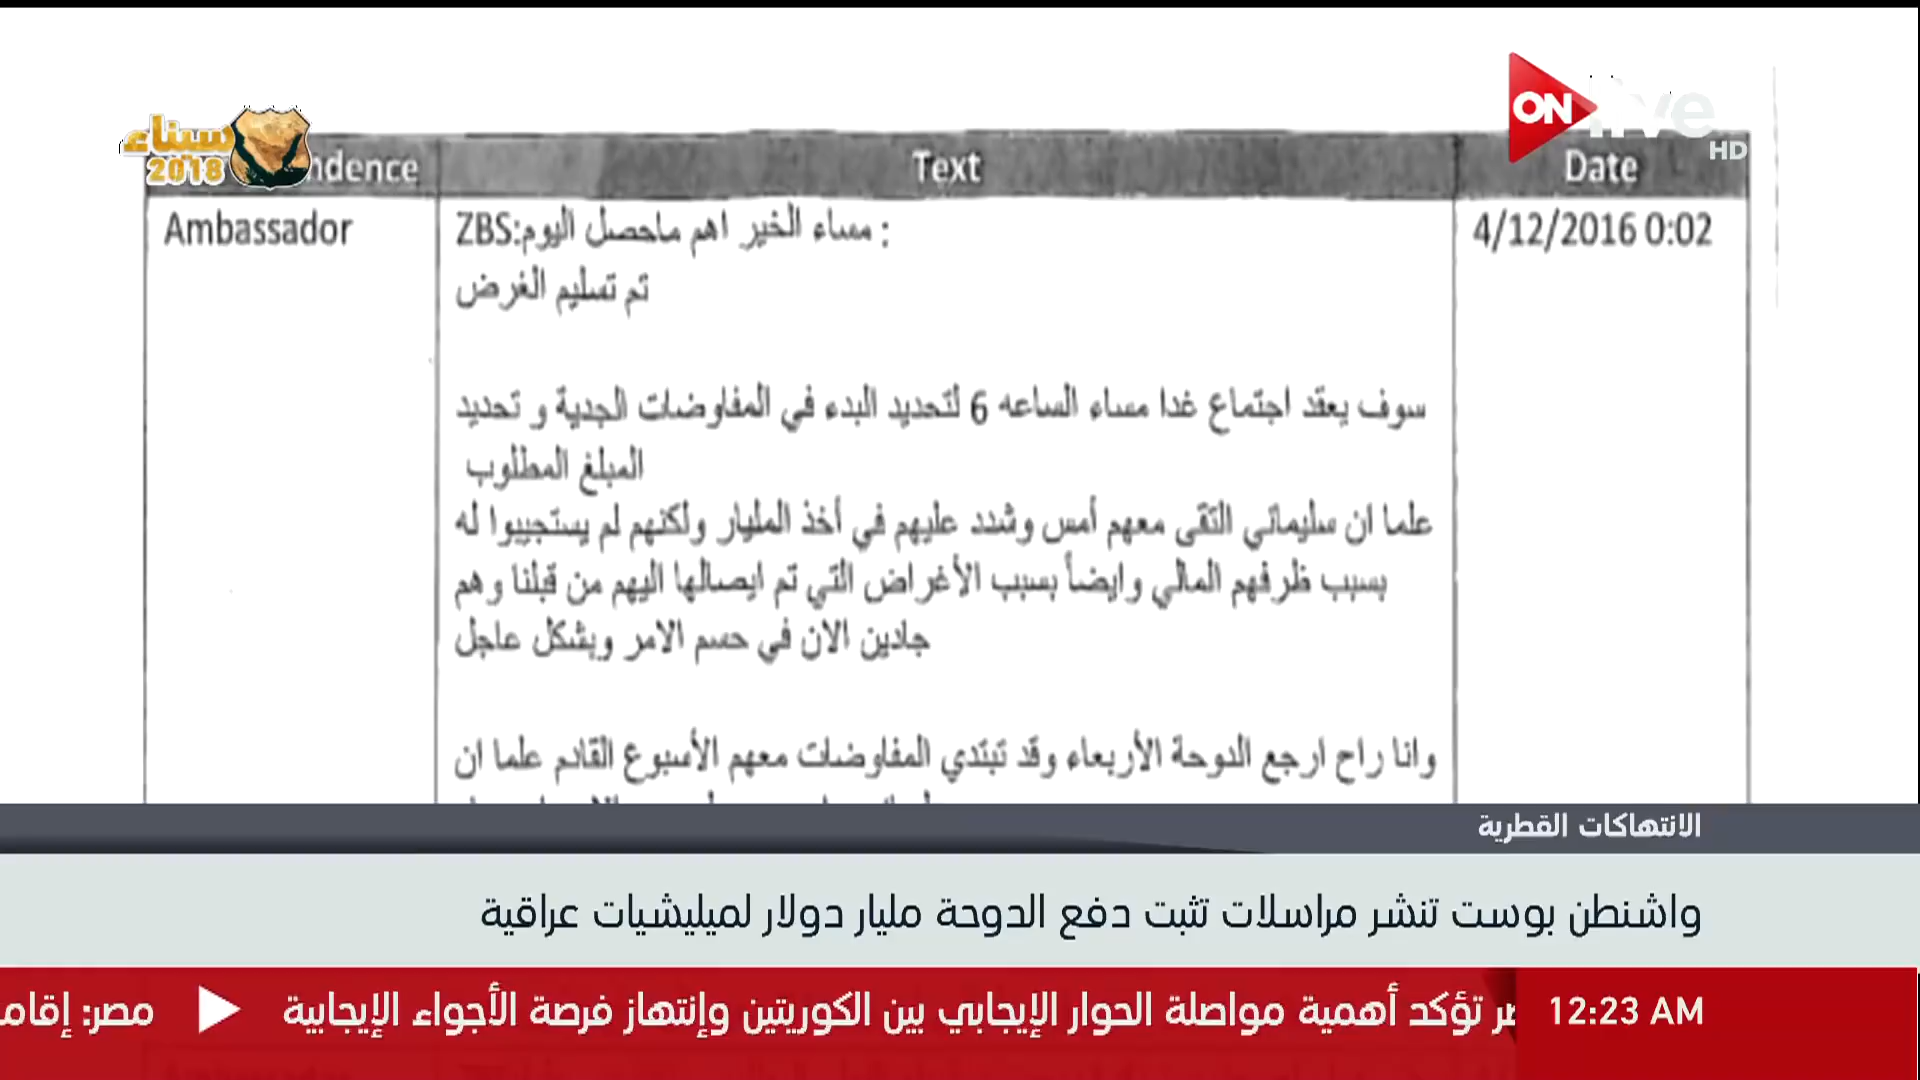 سيناء
2018
ON live
HD
ndence
Text
Date
Ambassador
ZBS:مساء الخير اهم ماحصل اليوم :
4/12/2016 0:02
تم تسليم الغرض
سوف يعقد اجتماع غدا مساء الساعه 6 لتحديد البدء في المفاوضات الجدية و تحديد
المبلغ المطلوب
علما ان سليماني التقى معهم أمس وشدد عليهم في أخذ المليار ولكنهم لم يستجيبوا له
بسبب ظرفهم المالي وايضاً بسبب الأغراض التي تم ايصالها اليهم من قبلنا وهم
جادين الان في حسم الامر وبشكل عاجل
وانا راح ارجع الدوحة الأربعاء وقد تبتدي المفاوضات معهم الأسبوع القادم علما ان
الانتهاكات القطرية
واشنطن بوست تنشر مراسلات تثبت دفع الدوحة مليار دولار لميليشيات عراقية
ر تؤكد أهمية مواصلة الحوار الإيجابي بين الكوريتين وإنتهاز فرصة الأجواء الإيجابية
مصر: إقام
12:23 AM